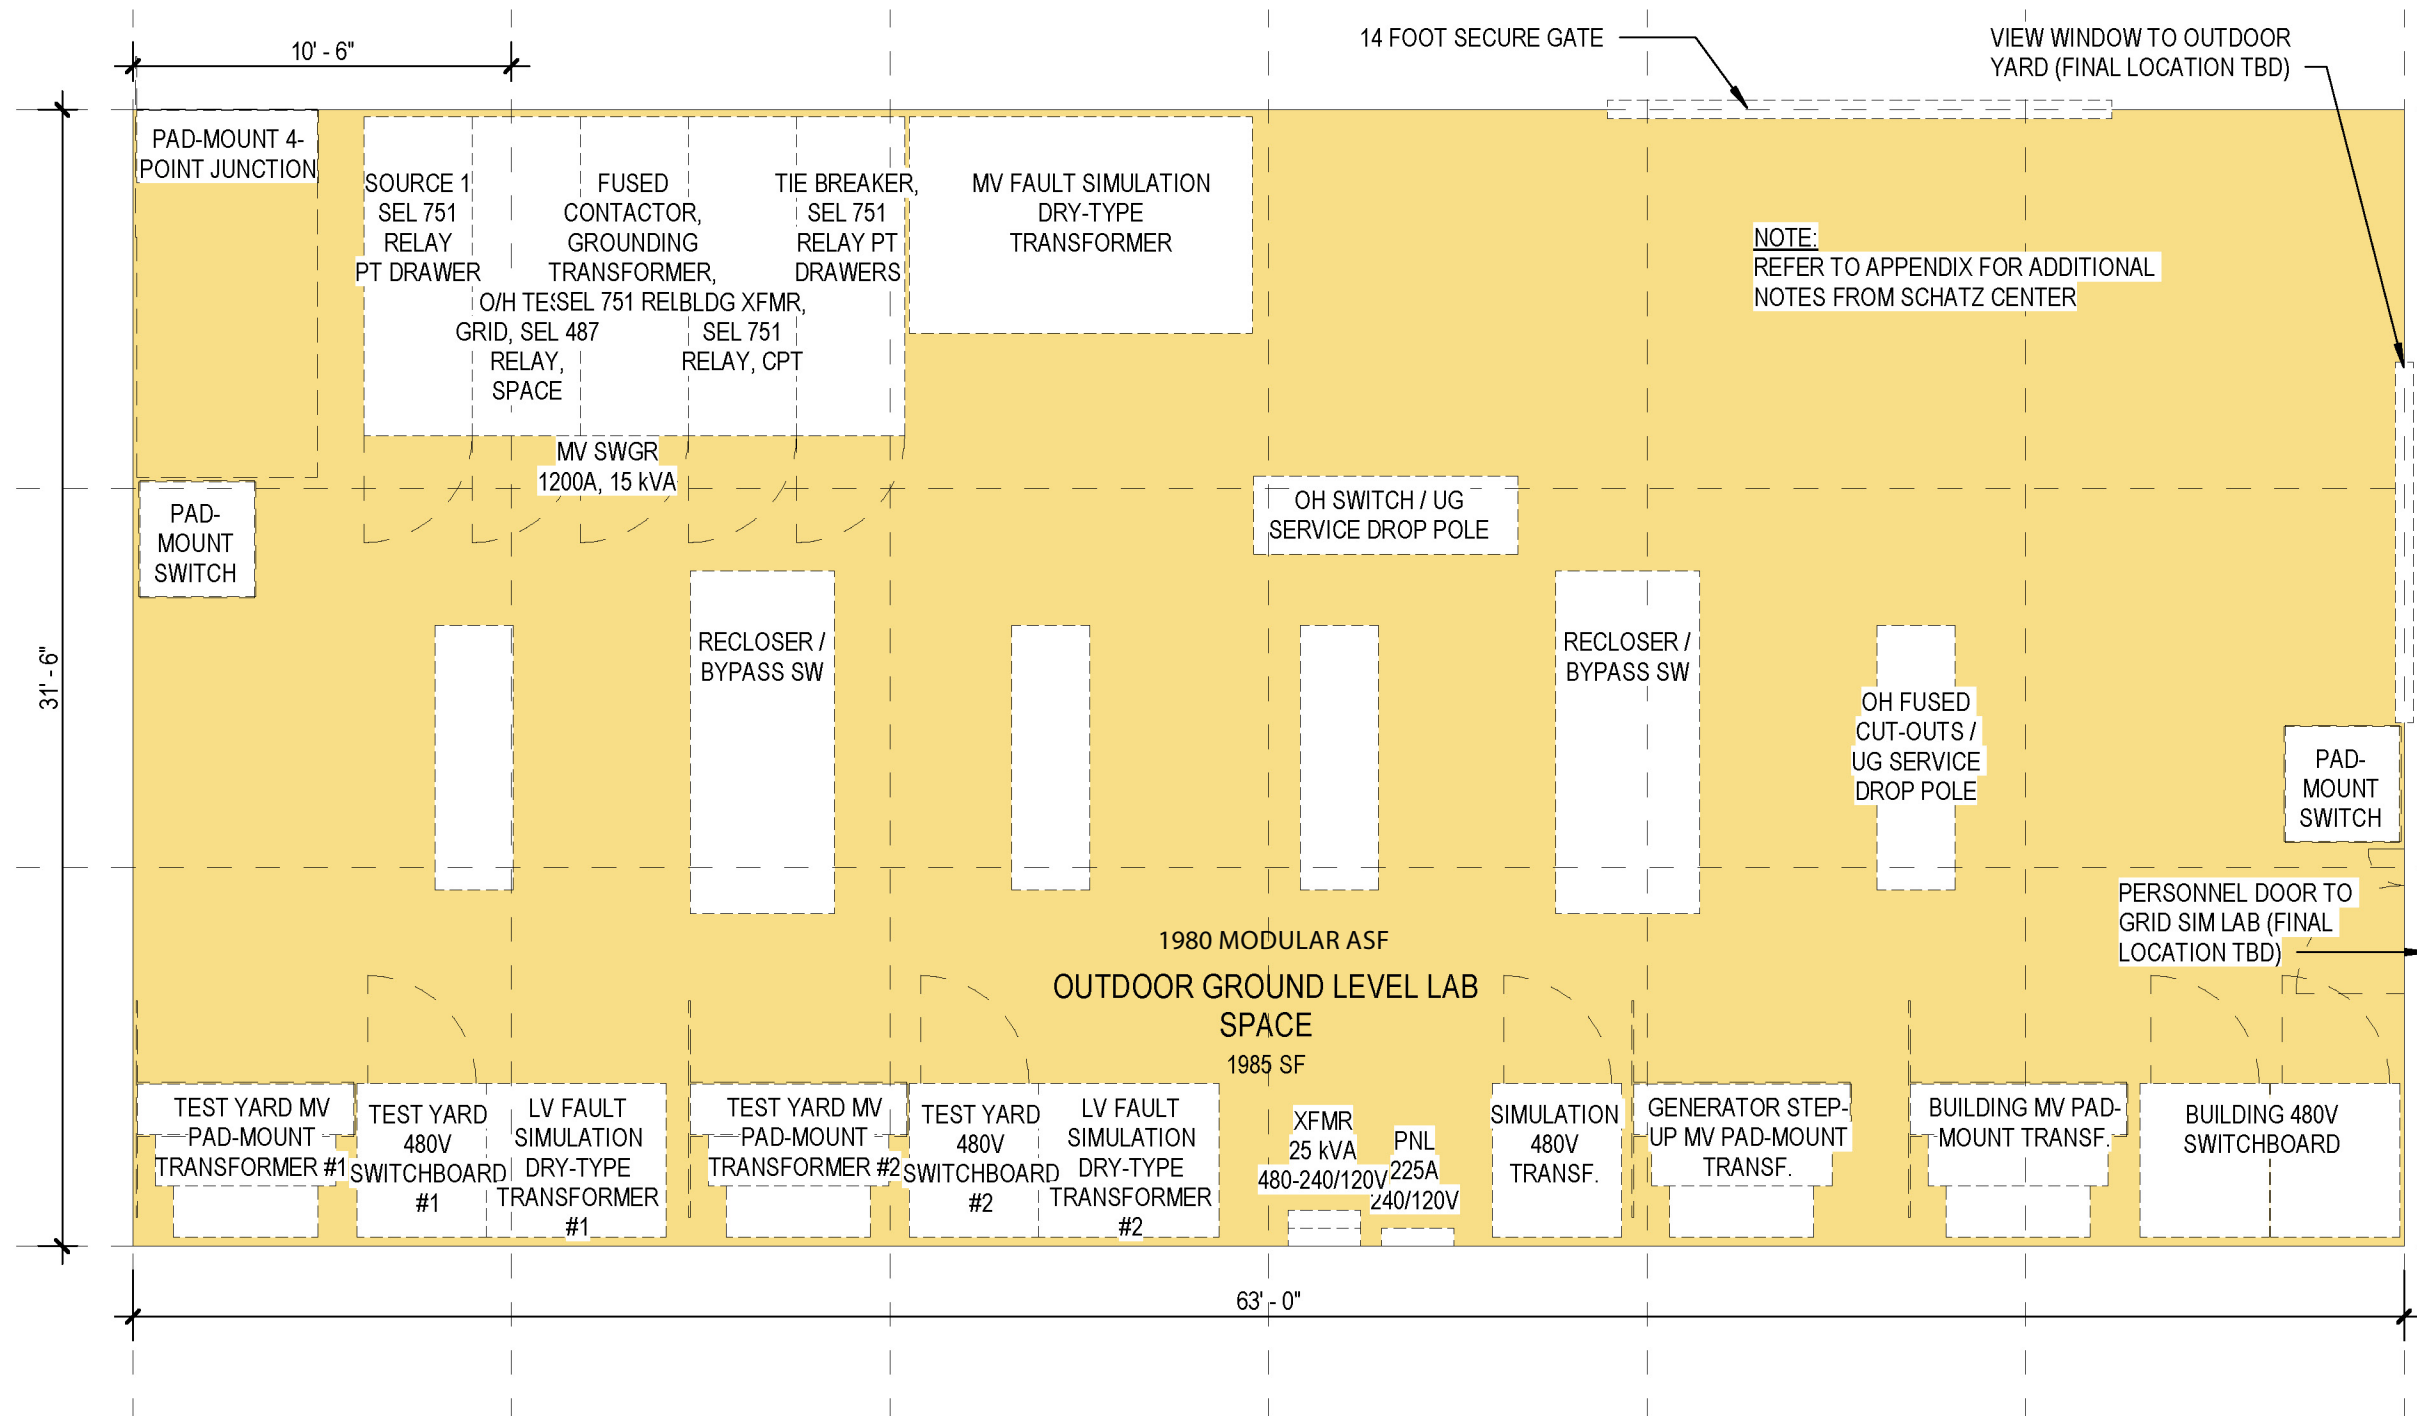 10' - 6"
14 FOOT SECURE GATE
VIEW WINDOW TO OUTDOOR
YARD (FINAL LOCATION TBD)
PAD-MOUNT 4-
POINT JUNCTION
SOURCE 1
SEL 751
RELAY
PT DRAWER
O/H TES
GRID, SEL 487
RELAY,
SPACE
FUSED
CONTACTOR,
GROUNDING
TRANSFORMER,
SEL 751 REL
BLDG XFMR,
SEL 751
RELAY, CPT
TIE BREAKER,
SEL 751
RELAY PT
DRAWERS
MV FAULT SIMULATION
DRY-TYPE
TRANSFORMER
NOTE:
REFER TO APPENDIX FOR ADDITIONAL
NOTES FROM SCHATZ CENTER
MV SWGR
1200A, 15 kVA
PAD-
MOUNT
SWITCH
OH SWITCH / UG
SERVICE DROP POLE
31' - 6"
RECLOSER /
BYPASS SW
RECLOSER /
BYPASS SW
OH FUSED
CUT-OUTS /
UG SERVICE
DROP POLE
PAD-
MOUNT
SWITCH
PERSONNEL DOOR TO
GRID SIM LAB (FINAL
LOCATION TBD)
1980 MODULAR ASF
OUTDOOR GROUND LEVEL LAB
SPACE
1985 SF
TEST YARD MV
PAD-MOUNT
TRANSFORMER #1
TEST YARD
480V
SWITCHBOARD
#1
LV FAULT
SIMULATION
DRY-TYPE
TRANSFORMER
#1
TEST YARD MV
PAD-MOUNT
TRANSFORMER #2
TEST YARD
480V
SWITCHBOARD
#2
LV FAULT
SIMULATION
DRY-TYPE
TRANSFORMER
#2
XFMR
25 kVA
480-240/120V
PNL
225A
240/120V
SIMULATION
480V
TRANSF.
GENERATOR STEP-
UP MV PAD-MOUNT
TRANSF.
BUILDING MV PAD-
MOUNT TRANSF.
BUILDING 480V
SWITCHBOARD
63' - 0"